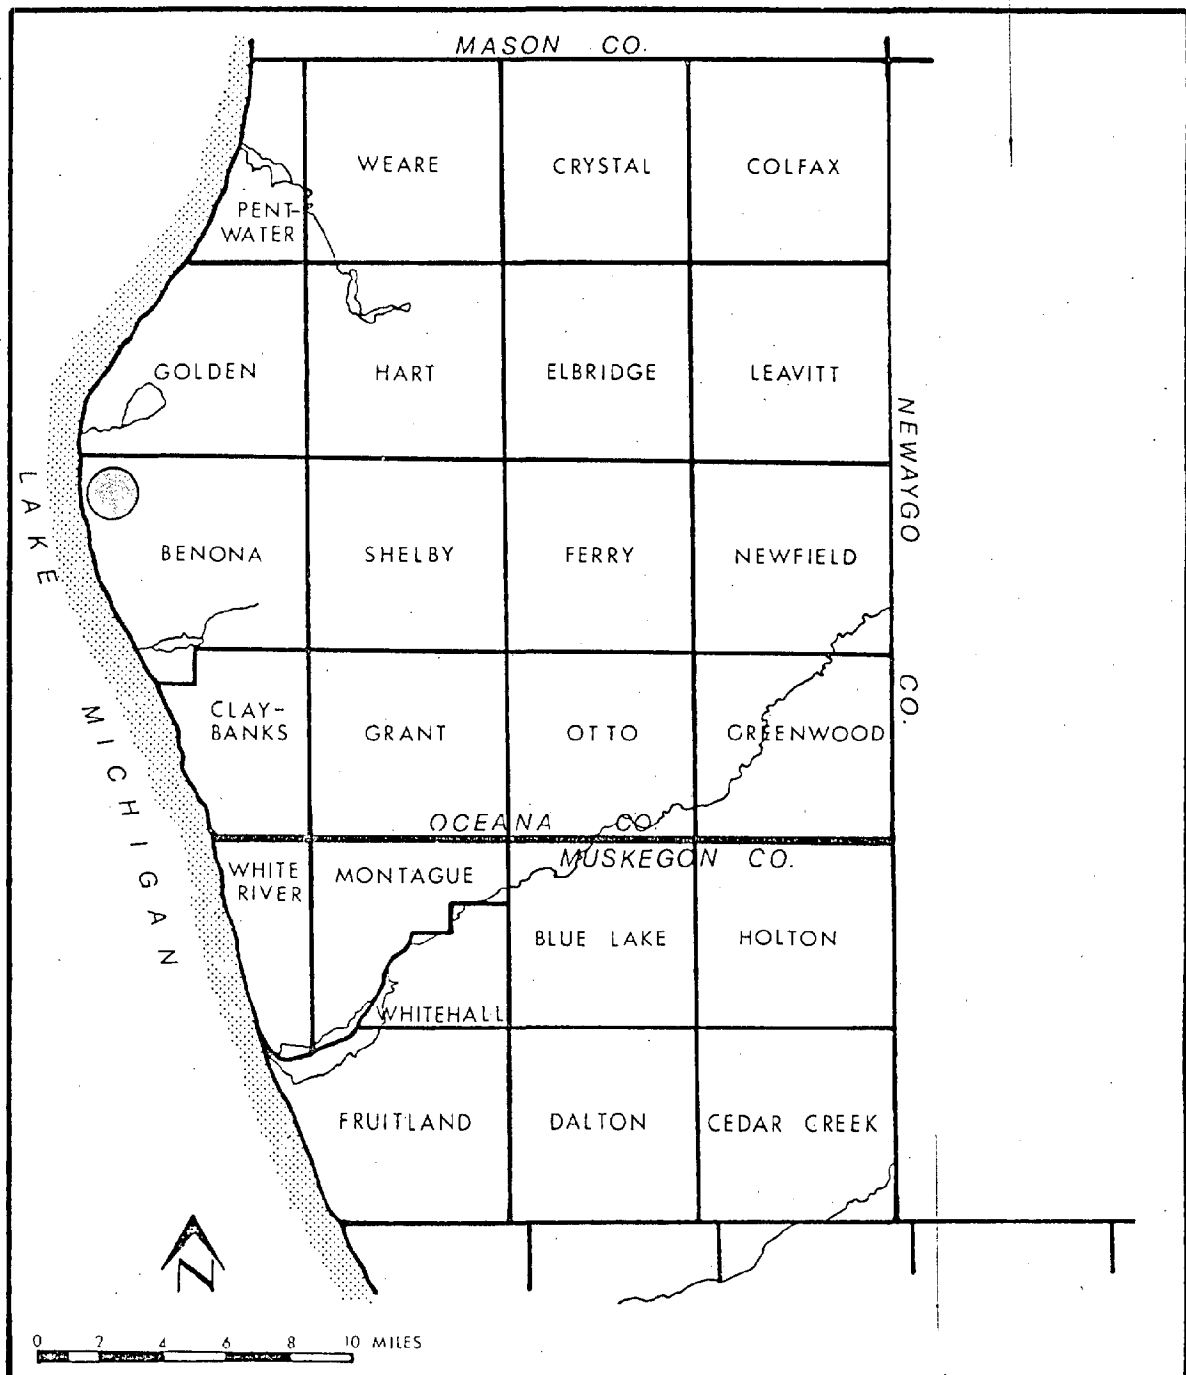 MASON CO.
WEARE
CRYSTAL
COLFAX
PENT-
WATER
GOLDEN
HART
ELBRIDGE
LEAVITT
NEWAYGO CO.
LAKE MICHIGAN
BENONA
SHELBY
FERRY
NEWFIELD
CLAY-
BANKS
GRANT
OTTO
GREENWOOD
OCEANA CO.
MUSKEGON CO.
WHITE
RIVER
MONTAGUE
BLUE LAKE
HOLTON
WHITEHALL
FRUITLAND
DALTON
CEDAR CREEK
N
0 2 4 6 8 10 MILES